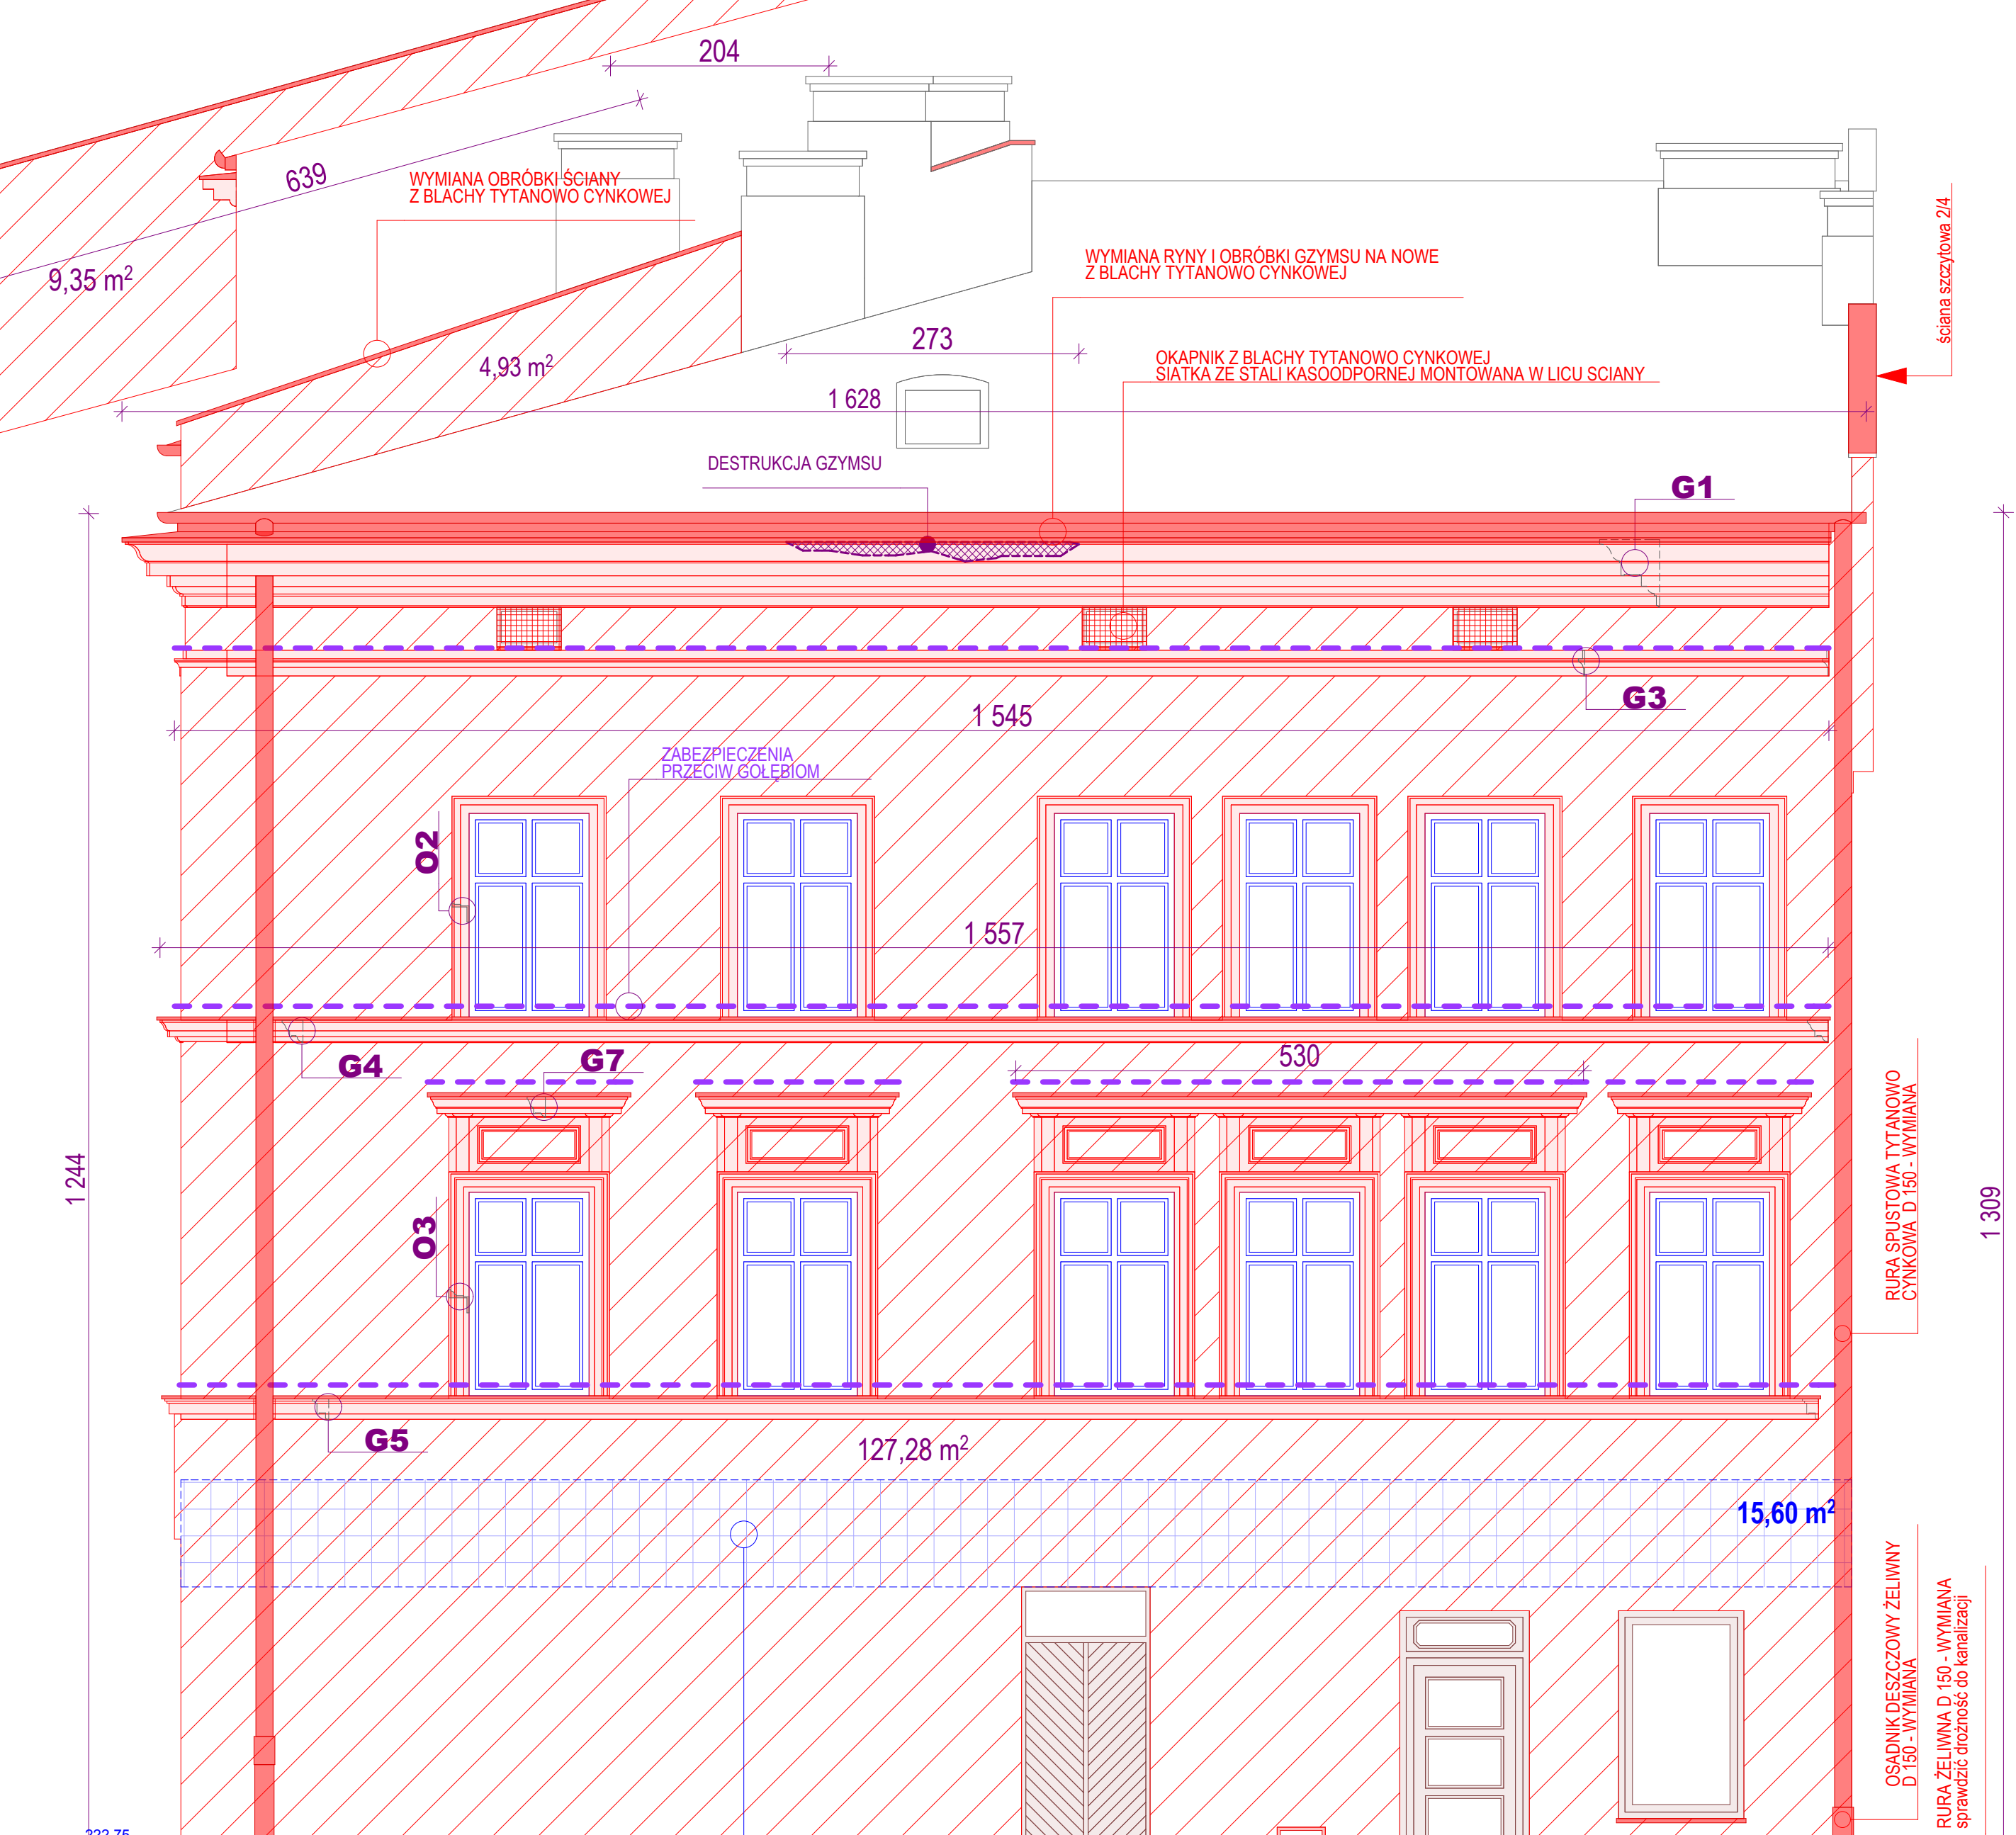 204
639
9,35 m²
WYMIANA OBRÓBKI ŚCIANY
Z BLACHY TYTANOWO CYNKOWEJ
4,93 m²
WYMIANA RYNY I OBRÓBKI GZYMSU NA NOWE
Z BLACHY TYTANOWO CYNKOWEJ
ściana szczytowa 2/4
273
OKAPNIK Z BLACHY TYTANOWO CYNKOWEJ
SIATKA ZE STALI KASOODPORNEJ MONTOWANA W LICU SCIANY
1 628
DESTRUKCJA GZYMSU
G1
G3
1 545
ZABEZPIECZENIA
PRZECIW GOŁĘBIOM
O2
1 557
G4
G7
530
1 244
O3
RURA SPUSTOWA TYTANOWO
CYNKOWA D 150 - WYMIANA
1 309
G5
127,28 m²
15,60 m²
OSADNIK DESZCZOWY ŻELIWNY
D 150 - WYMIANA
RURA ŻELIWNA D 150 - WYMIANA
sprawdzić drożność do kanalizacji